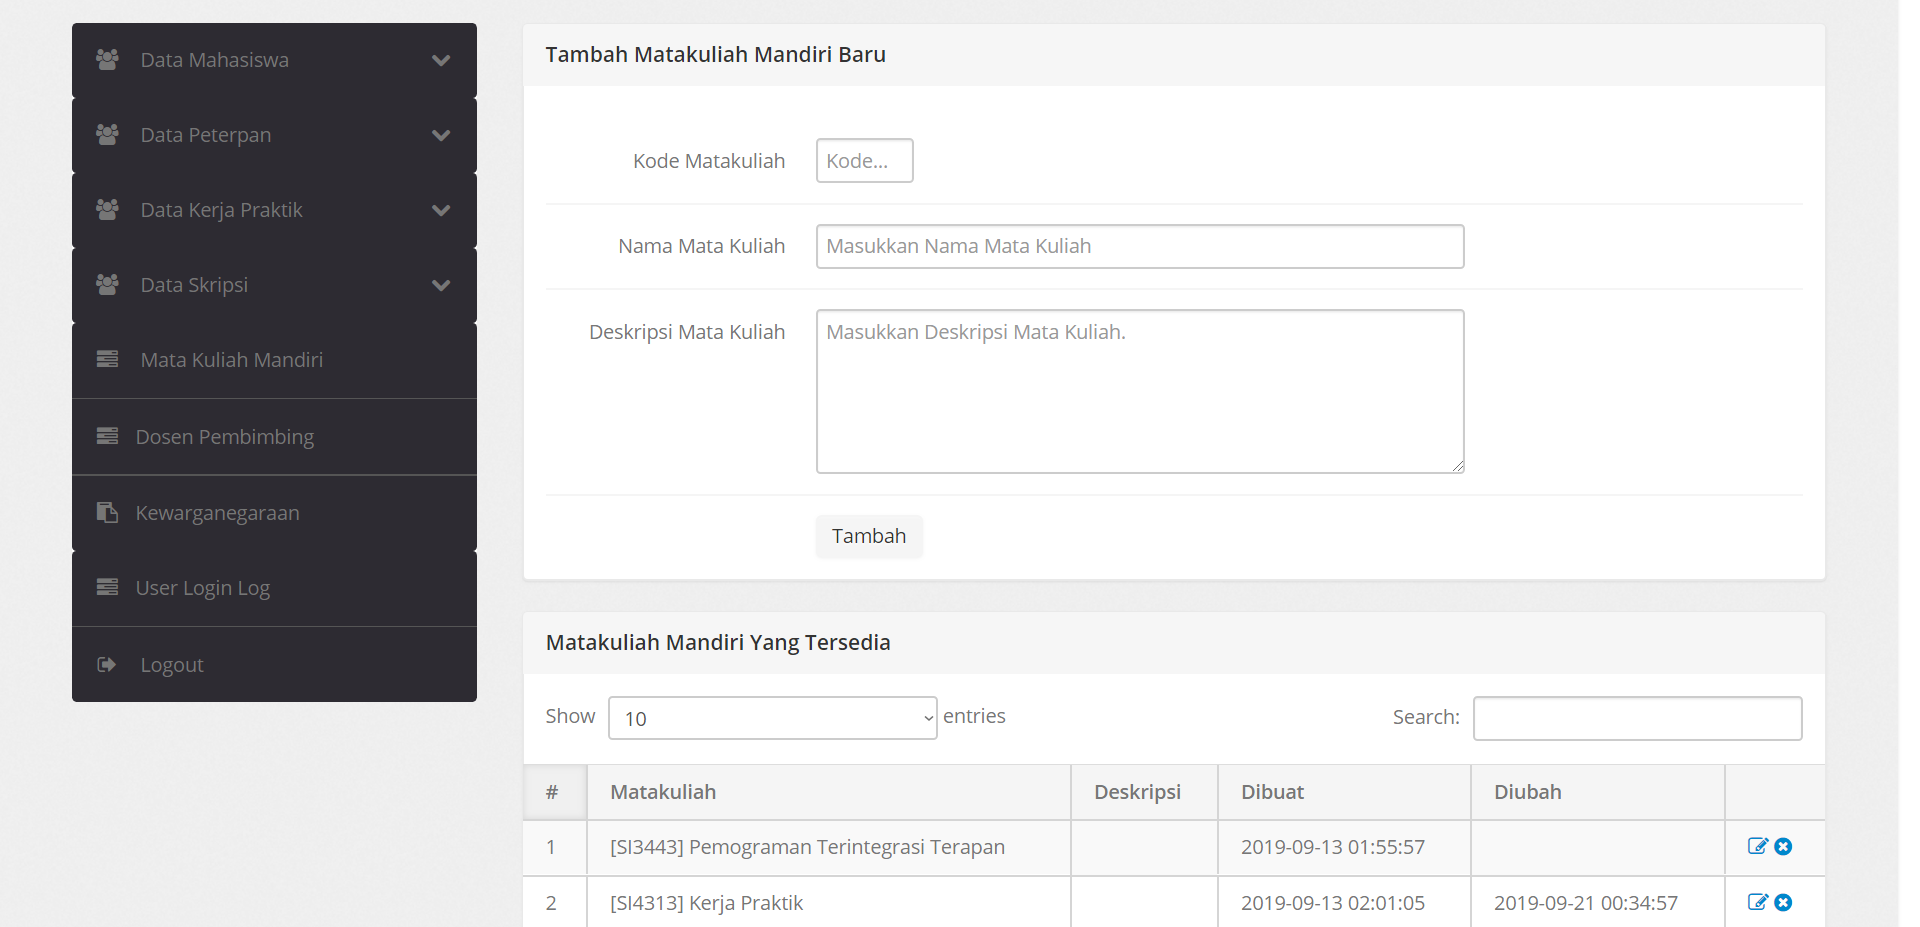 Data Mahasiswa
Data Peterpan
Data Kerja Praktik
Data Skripsi
Mata Kuliah Mandiri
Dosen Pembimbing
Kewarganegaraan
User Login Log
Logout
Tambah Matakuliah Mandiri Baru
Kode Matakuliah Kode...
Nama Mata Kuliah Masukkan Nama Mata Kuliah
Deskripsi Mata Kuliah Masukkan Deskripsi Mata Kuliah.
Tambah
Matakuliah Mandiri Yang Tersedia
Show 10 entries Search:
# Matakuliah Deskripsi Dibuat Diubah
1 [SI3443] Pemograman Terintegrasi Terapan 2019-09-13 01:55:57
2 [SI4313] Kerja Praktik 2019-09-13 02:01:05 2019-09-21 00:34:57